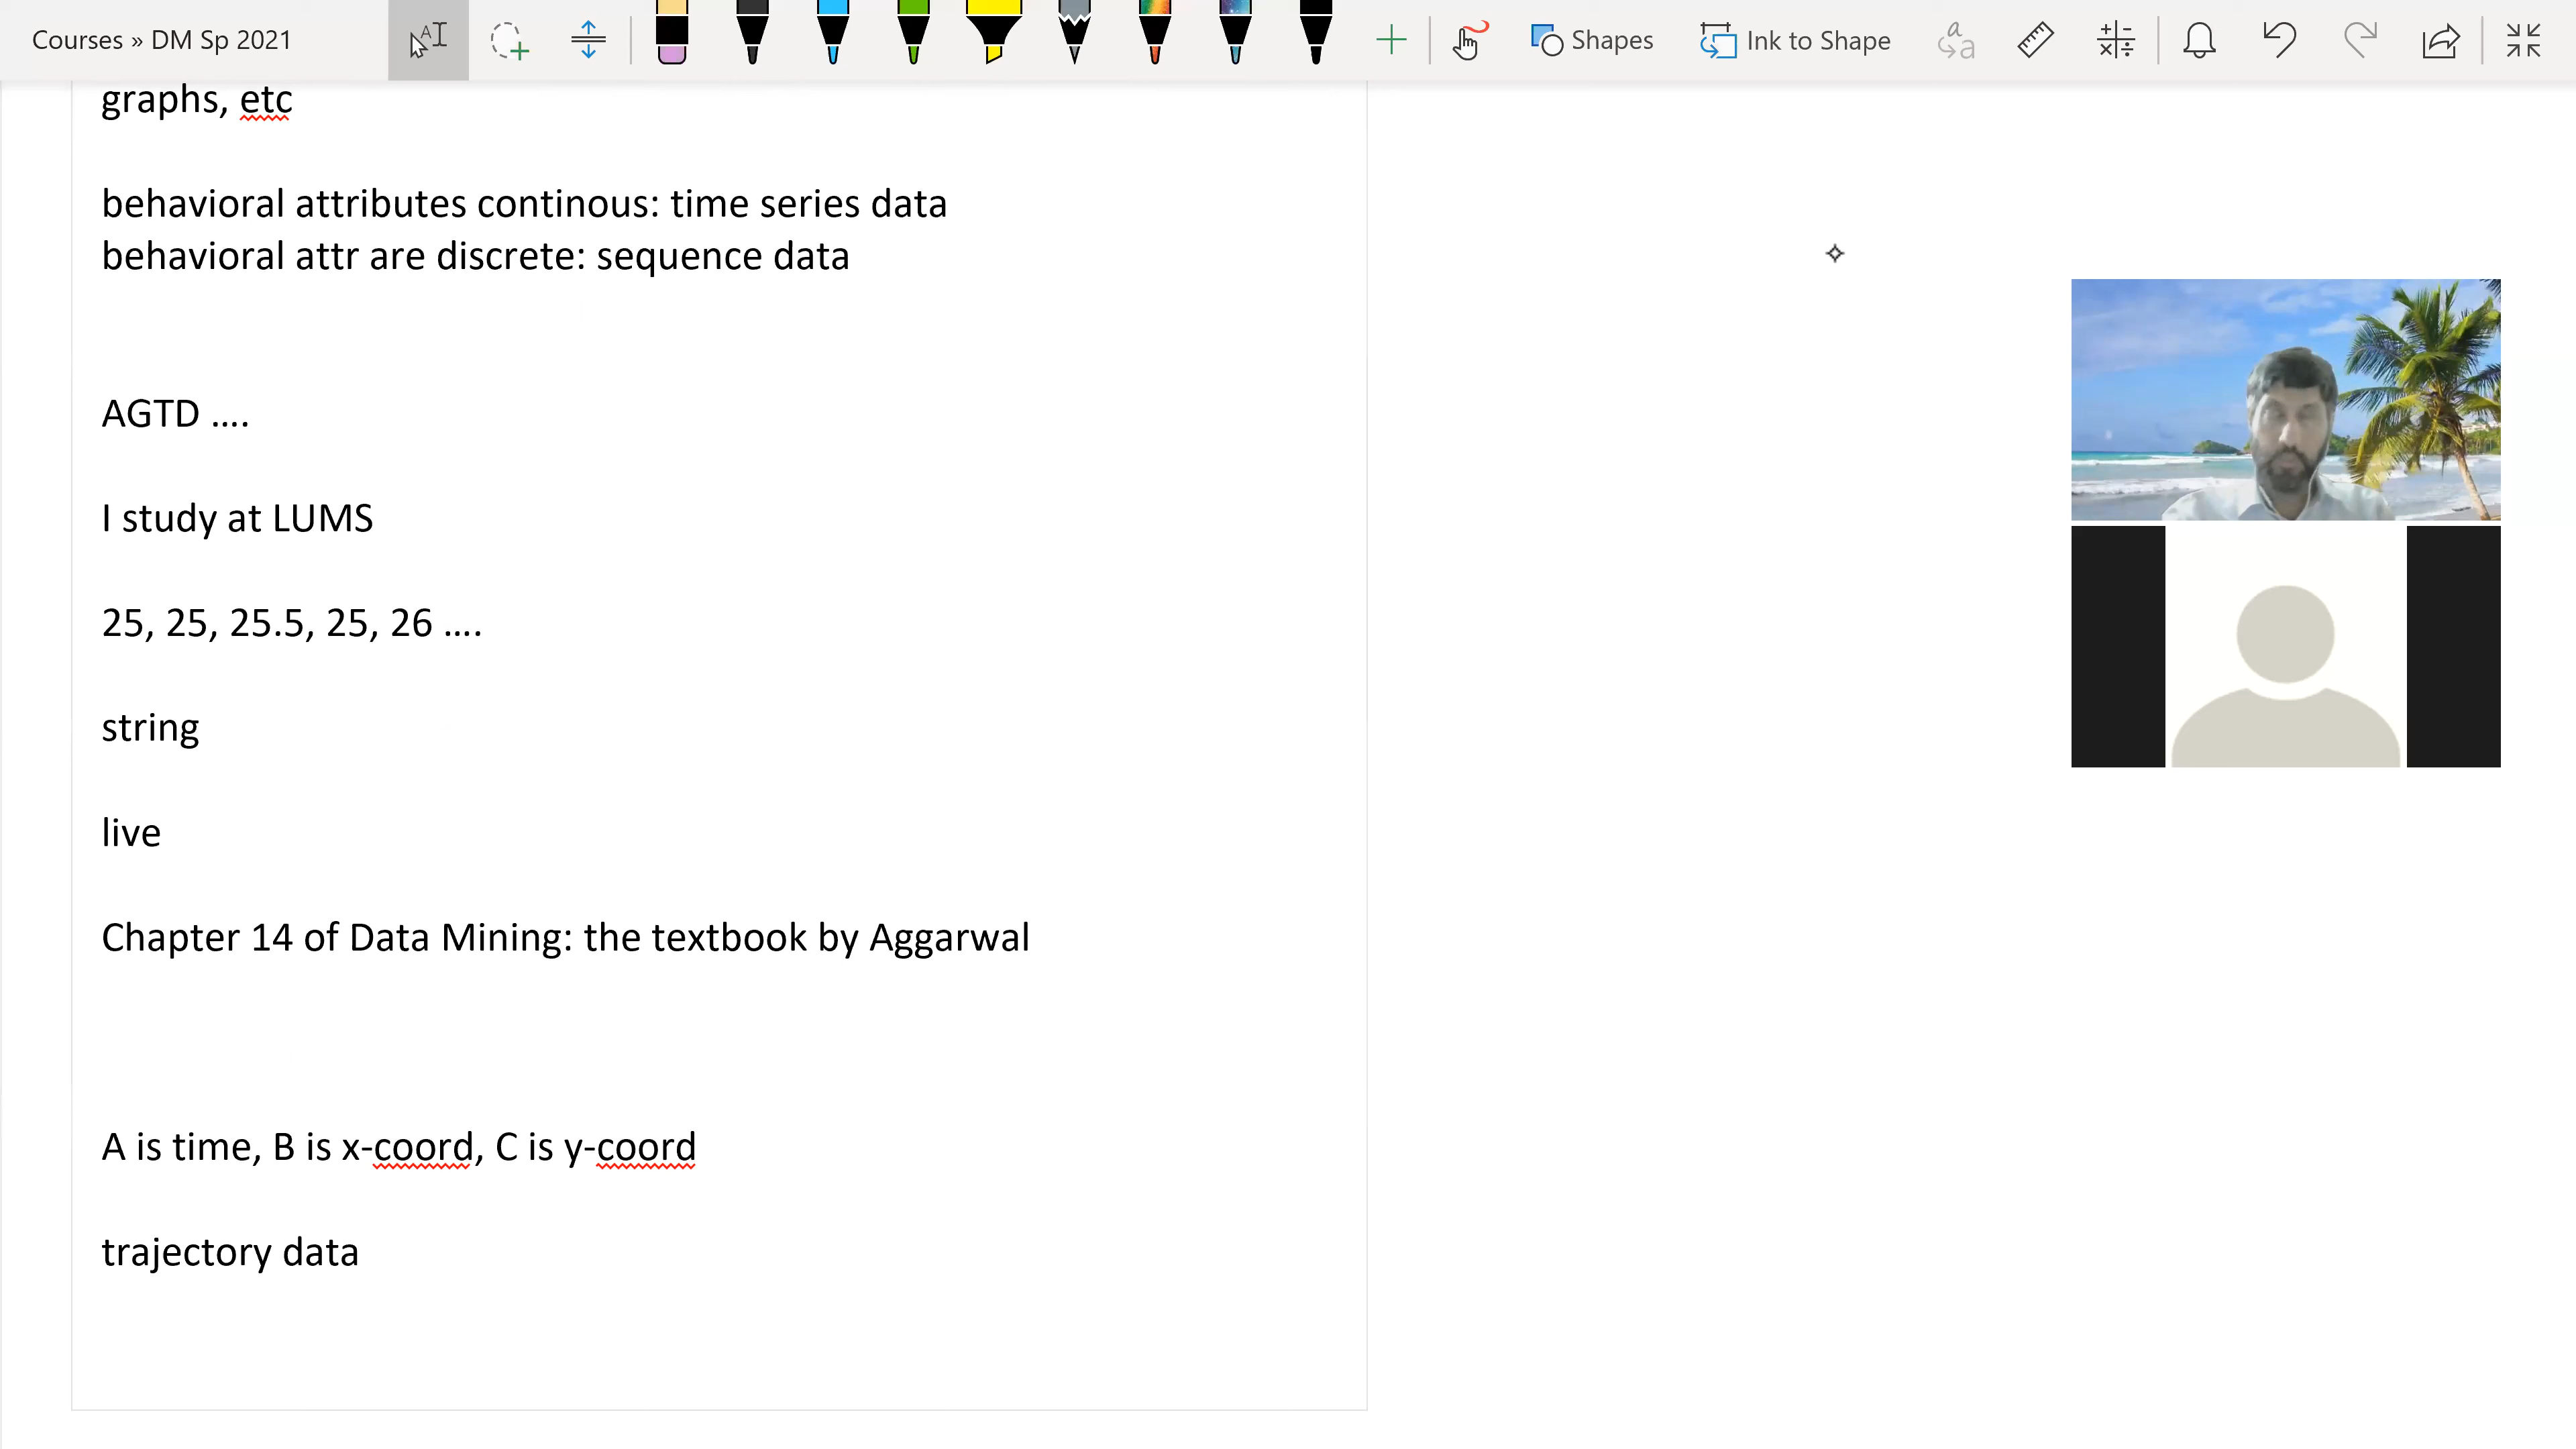 Courses » DM Sp 2021
Shapes
Ink to Shape
graphs, etc
behavioral attributes continous: time series data
behavioral attr are discrete: sequence data
AGTD ....
I study at LUMS
25, 25, 25.5, 25, 26 ....
string
live
Chapter 14 of Data Mining: the textbook by Aggarwal
A is time, B is x-coord, C is y-coord
trajectory data